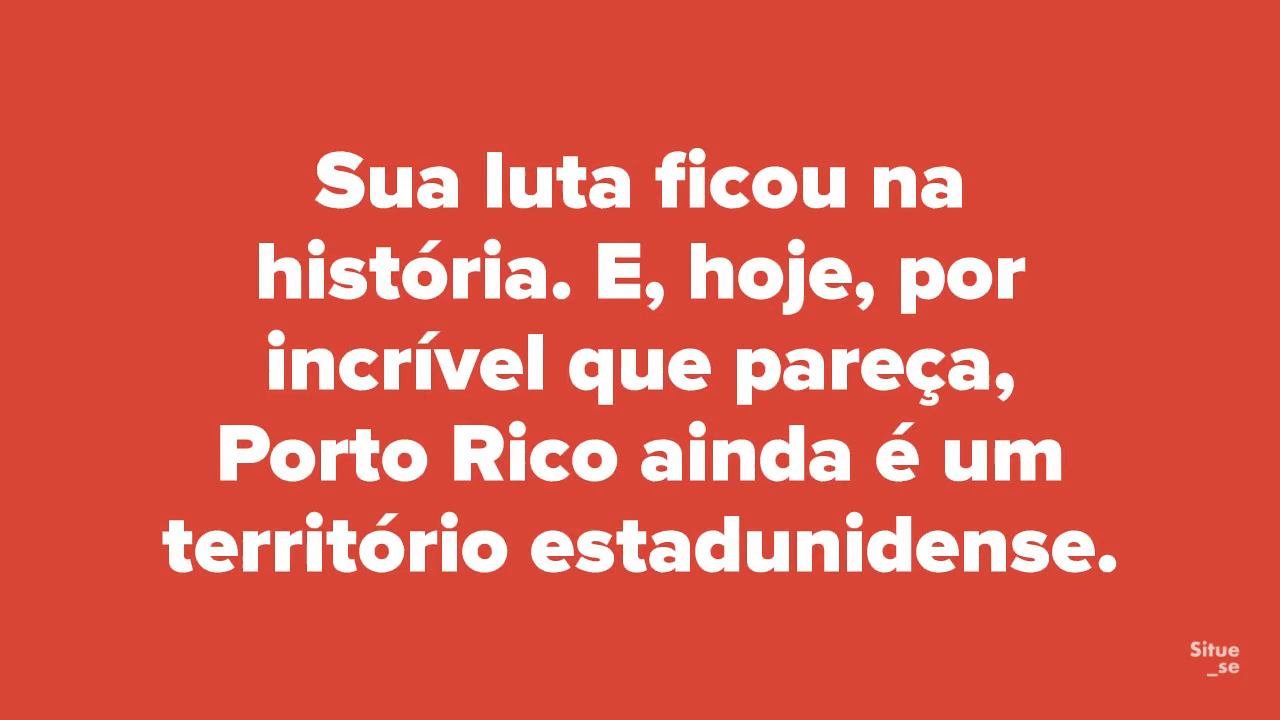 Sua luta ficou na
história. E, hoje, por
incrível que pareça,
Porto Rico ainda é um
território estadunidense.
Situe
_se